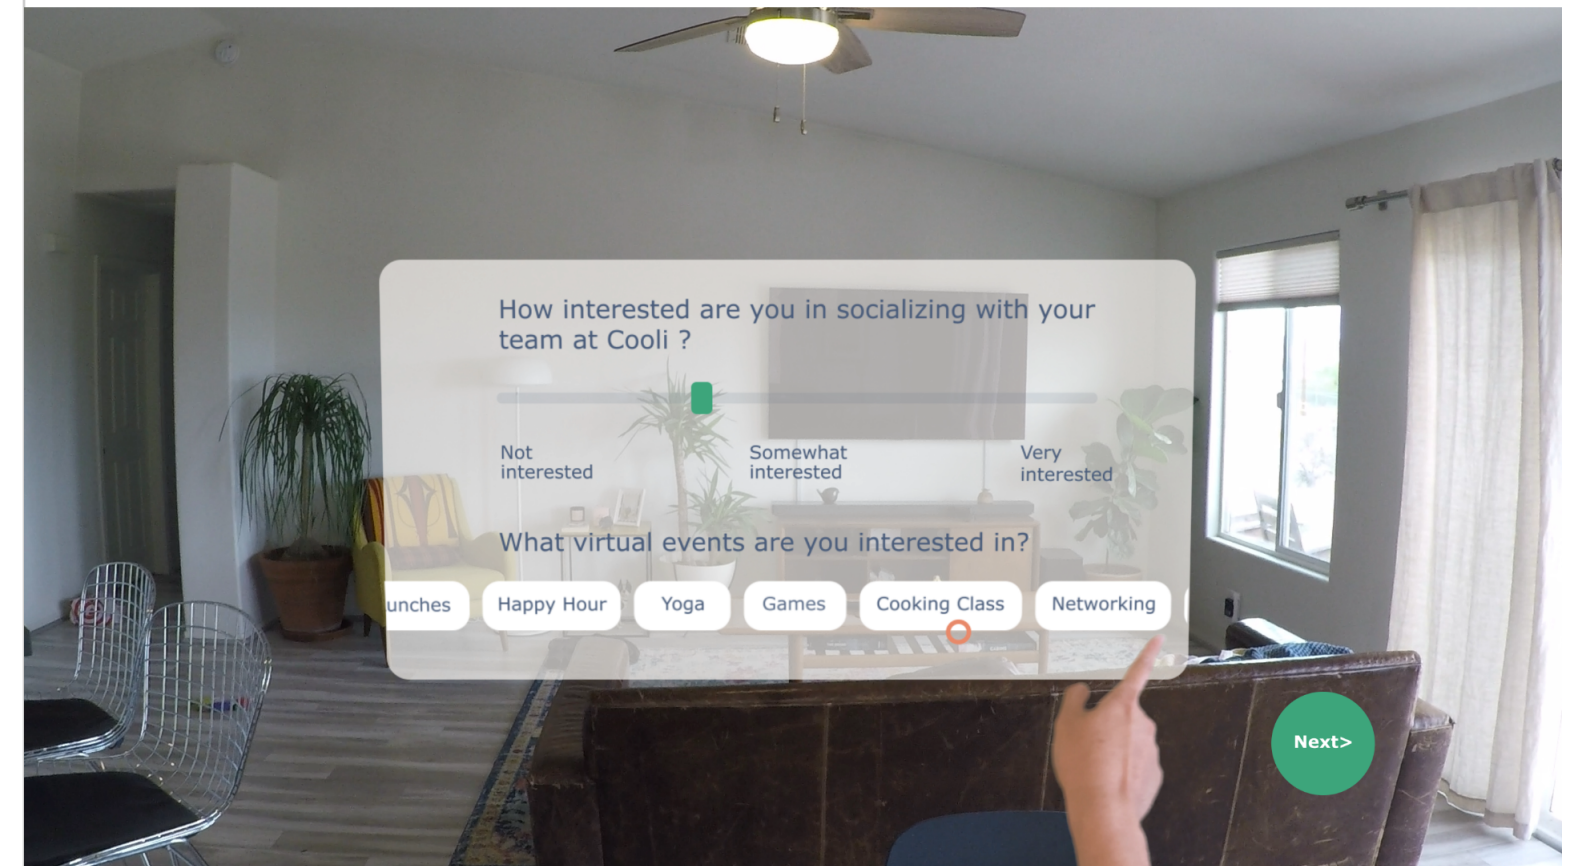 How interested are you in socializing with your
team at Cooli ?
Not
interested
Somewhat
interested
Very
interested
What virtual events are you interested in?
unches Happy Hour Yoga Games Cooking Class Networking
Next>